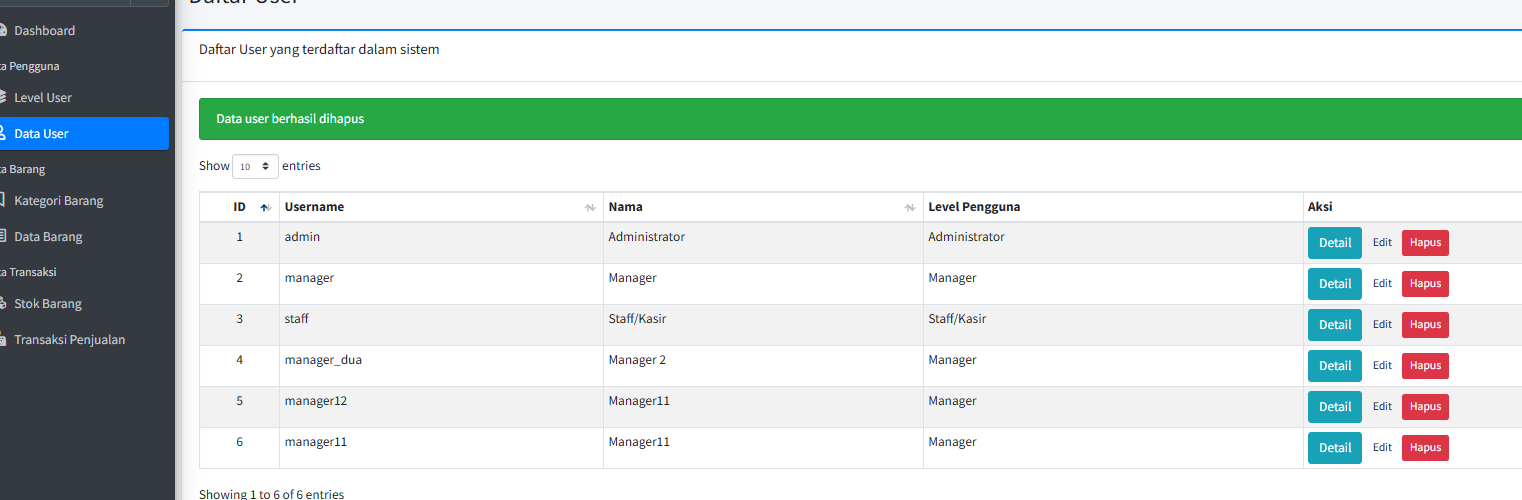 Daftar User
Dashboard
Daftar User yang terdaftar dalam sistem
a Pengguna
Level User
Data user berhasil dihapus
Data User
Show 10 entries
a Barang
Kategori Barang
ID Username Nama Level Pengguna Aksi
Data Barang
1 admin Administrator Administrator Detail Edit Hapus
a Transaksi
2 manager Manager Manager Detail Edit Hapus
Stok Barang
3 staff Staff/Kasir Staff/Kasir Detail Edit Hapus
Transaksi Penjualan
4 manager_dua Manager 2 Manager Detail Edit Hapus
5 manager12 Manager11 Manager Detail Edit Hapus
6 manager11 Manager11 Manager Detail Edit Hapus
Showing 1 to 6 of 6 entries